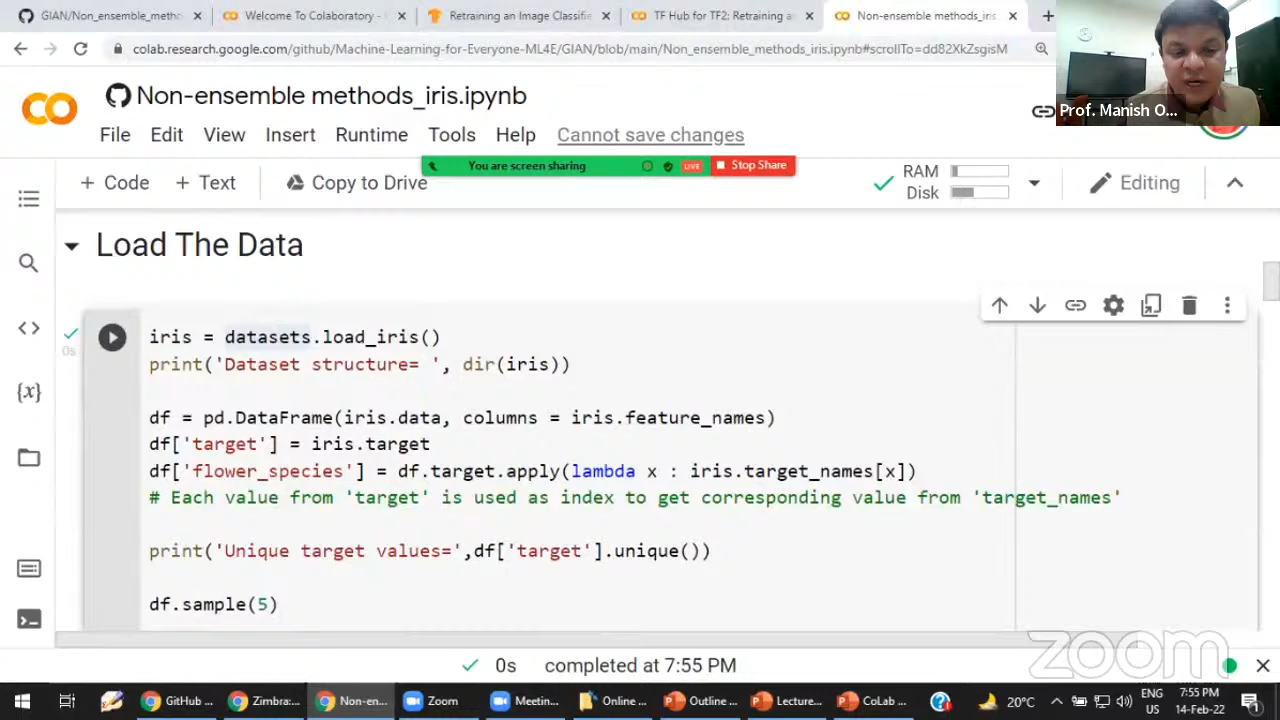 GIAN/Non_ensemble_metho
Welcome To Colaboratory -
Retraining an Image Classifie
TF Hub for TF2: Retraining a
Non-ensemble methods_iris.ip
colab.research.google.com/github/Machine-Learning-for-Everyone-ML4E/GIAN/blob/main/Non_ensemble_methods_iris.ipynb#scrollTo=dd82XkZsgisM
Prof. Manish O...
Non-ensemble methods_iris.ipynb
File Edit View Insert Runtime Tools Help Cannot save changes
You are screen sharing LIVE Stop Share
+ Code + Text Copy to Drive
RAM
Disk
Editing
Load The Data
0s
iris = datasets.load_iris()
print('Dataset structure= ', dir(iris))
df = pd.DataFrame(iris.data, columns = iris.feature_names)
df['target'] = iris.target
df['flower_species'] = df.target.apply(lambda x : iris.target_names[x])
# Each value from 'target' is used as index to get corresponding value from 'target_names'
print('Unique target values=',df['target'].unique())
df.sample(5)
zoom
0s completed at 7:55 PM
GitHub ...
Zimbra:...
Non-en...
Zoom
Meetin...
Online ...
Outline ...
Lecture...
CoLab ...
20°C
ENG
US
7:55 PM
14-Feb-22
1